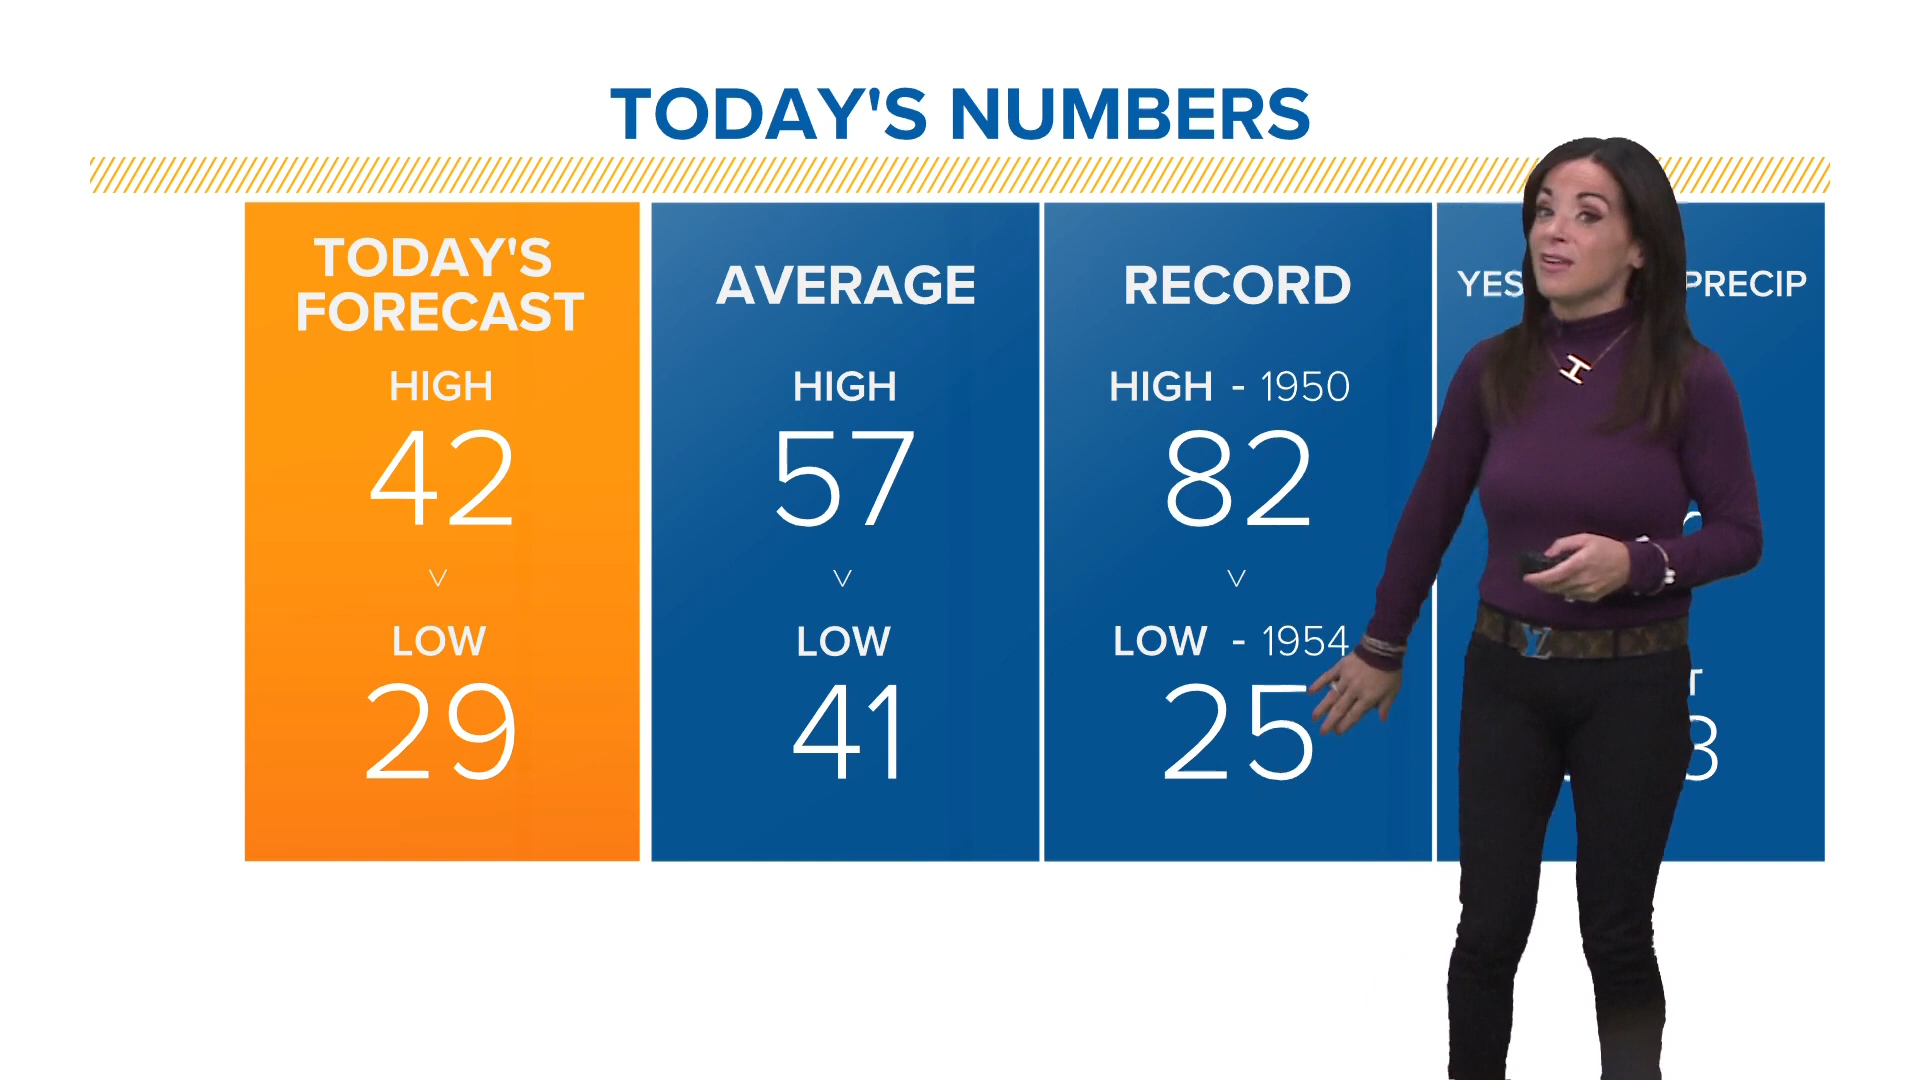 TODAY'S NUMBERS
TODAY'S
FORECAST
HIGH
42
LOW
29
AVERAGE
HIGH
57
LOW
41
RECORD
HIGH - 1950
82
LOW - 1954
25
PRECIP